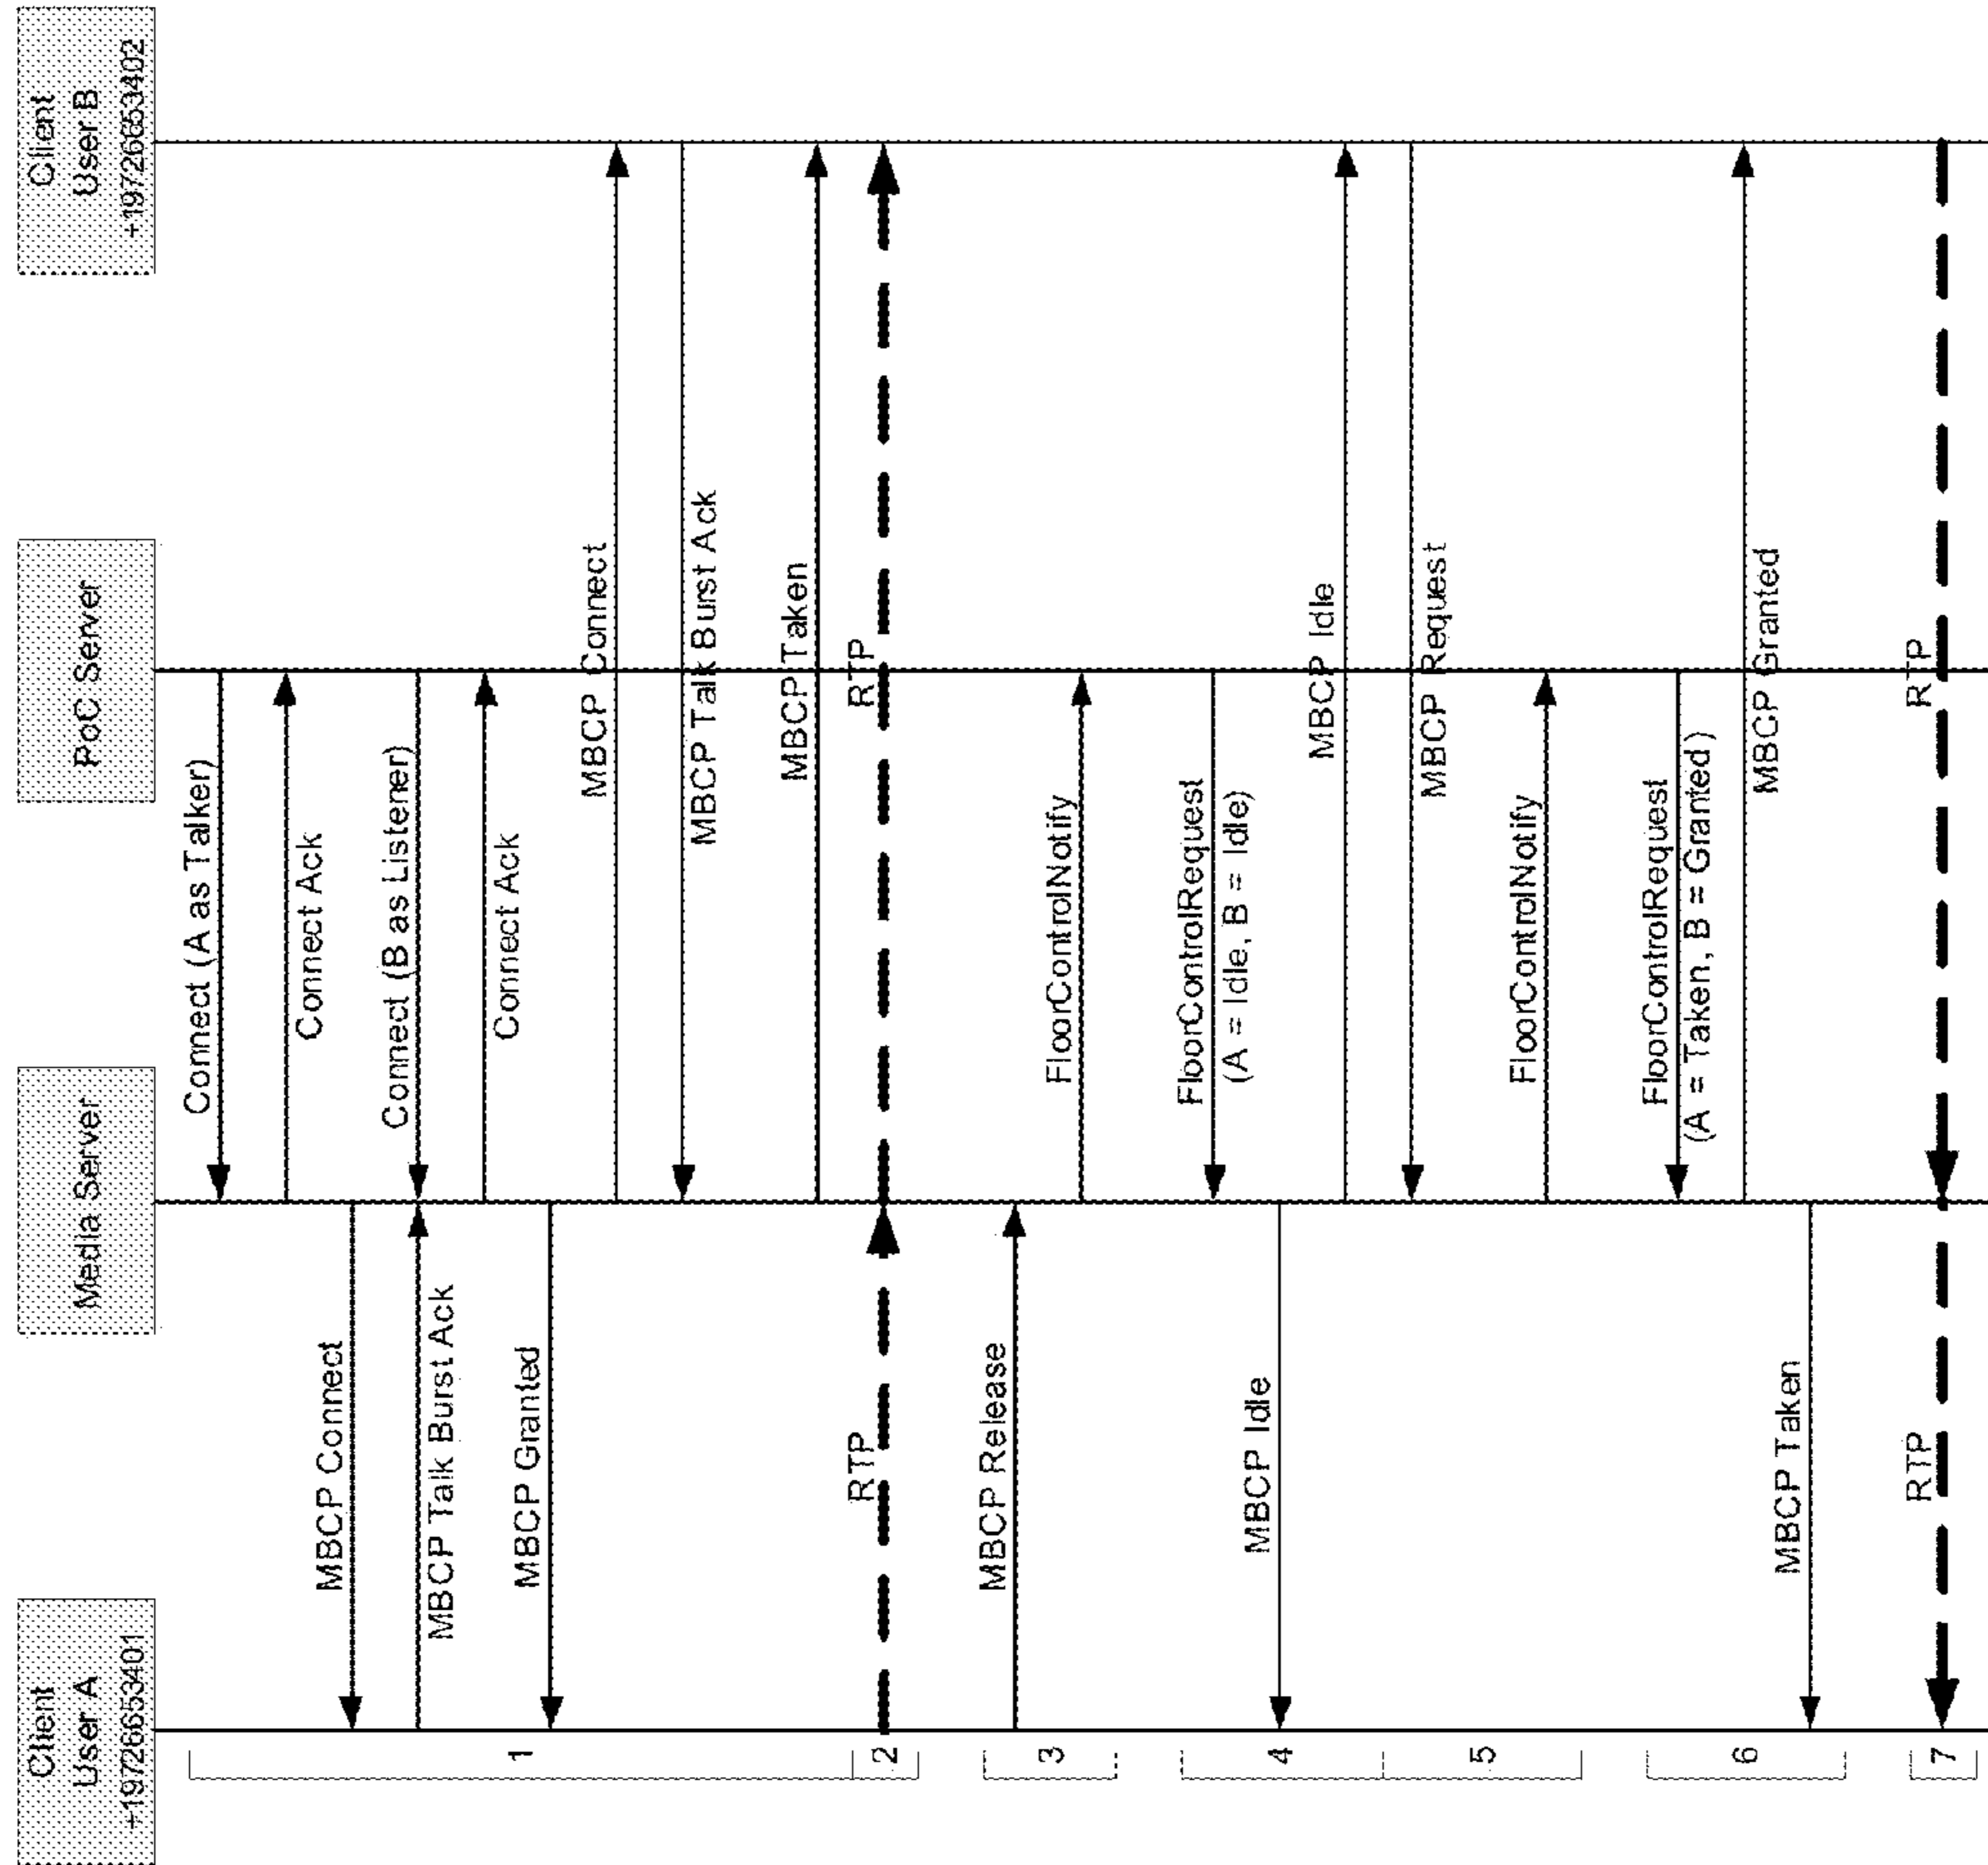 Client
User A
+19726653401
Media Server
PoC Server
Client
User B
+19726653402
Connect (A as Talker)
Connect Ack
MBCP Connect
Connect (B as Listener)
MBCP Talk Burst Ack
Connect Ack
MBCP Granted
MBCP Connect
MBCP Talk Burst Ack
MBCP Taken
RTP
RTP
MBCP Release
FloorControlNotify
FloorControlRequest
(A = Idle, B = Idle)
MBCP Idle
MBCP Idle
MBCP Request
FloorControlNotify
FloorControlRequest
(A = Taken, B = Granted)
MBCP Granted
MBCP Taken
RTP
RTP
1
2
3
4
5
6
7